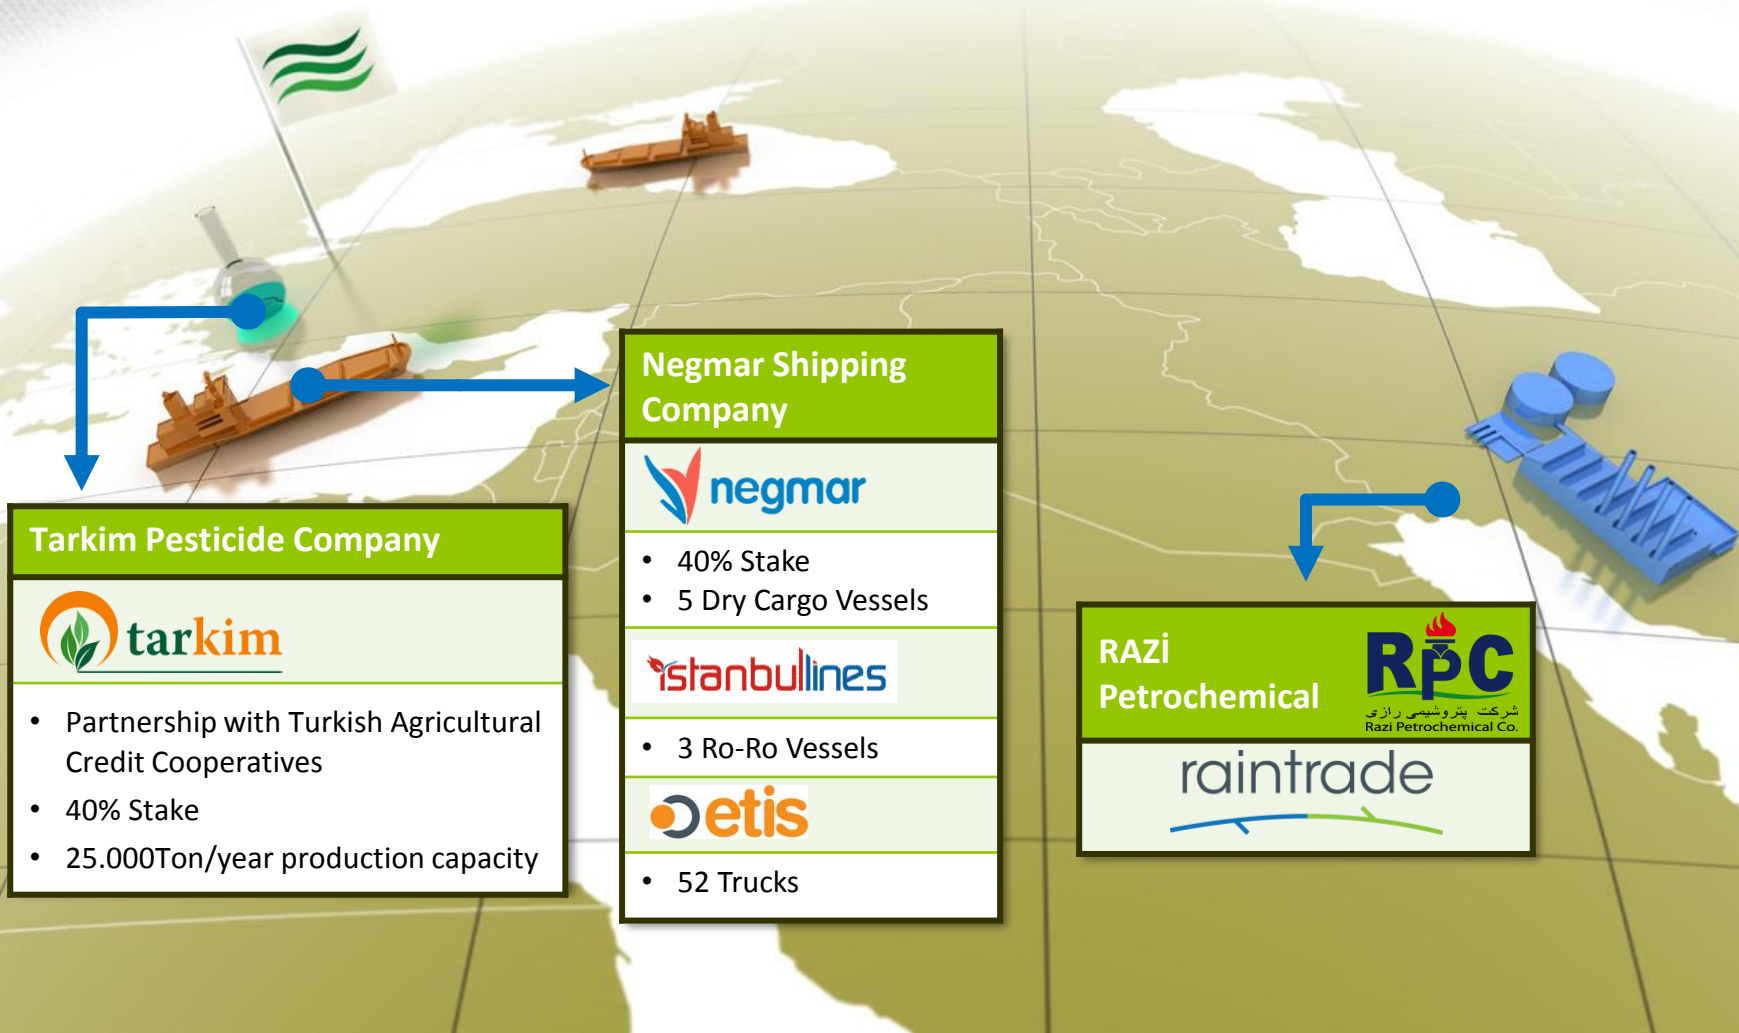 Tarkim Pesticide Company
tarkim
• Partnership with Turkish Agricultural
Credit Cooperatives
• 40% Stake
• 25.000Ton/year production capacity
Negmar Shipping
Company
negmar
• 40% Stake
• 5 Dry Cargo Vessels
istanbullines
• 3 Ro-Ro Vessels
etis
• 52 Trucks
RAZİ
Petrochemical
RPC
شرکت پتروشیمی رازی
Razi Petrochemical Co.
raintrade